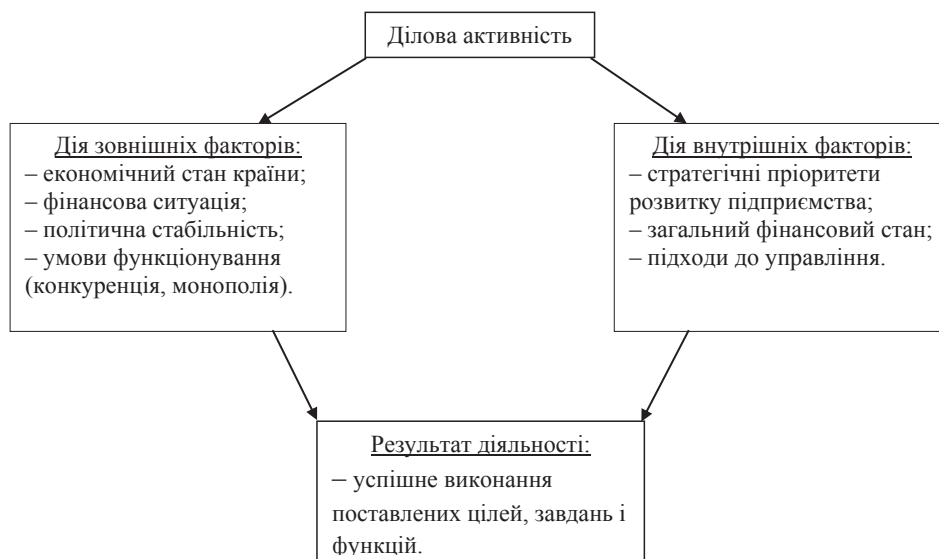 Ділова активність
Дія зовнішніх факторів:
– економічний стан країни;
– фінансова ситуація;
– політична стабільність;
– умови функціонування
(конкуренція, монополія).
Дія внутрішніх факторів:
– стратегічні пріоритети
розвитку підприємства;
– загальний фінансовий стан;
– підходи до управління.
Результат діяльності:
– успішне виконання
поставлених цілей, завдань і
функцій.